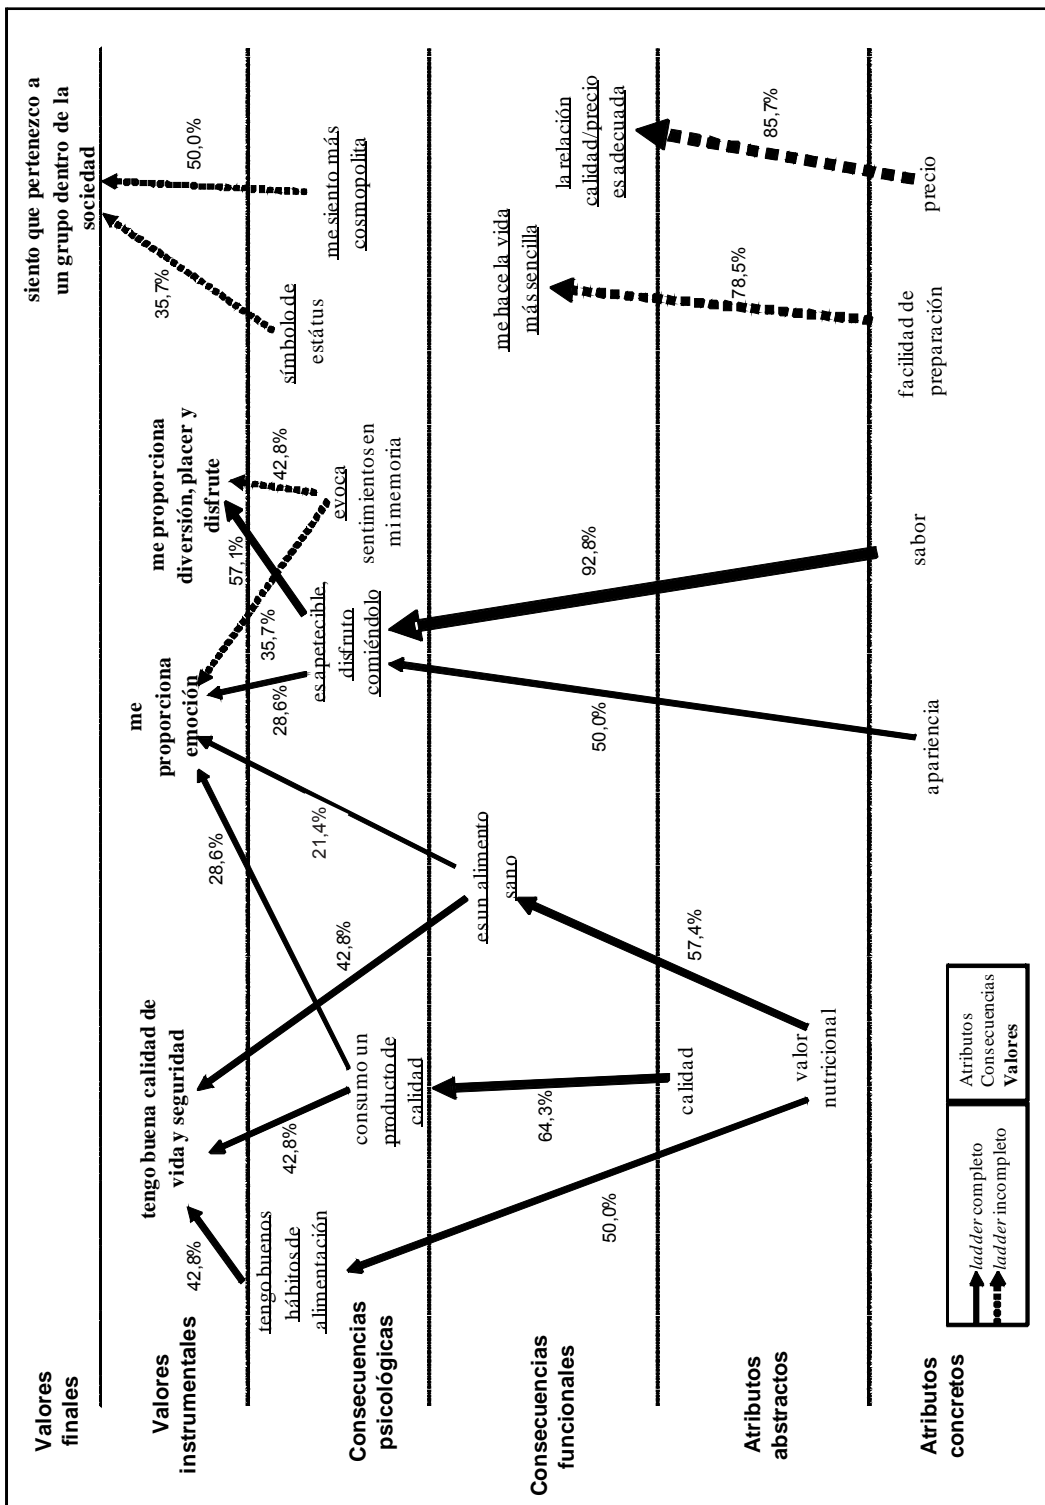 Valores
finales
siento que pertenezco a
un grupo dentro de la
sociedad
Valores
instrumentales
tengo buena calidad de
vida y seguridad
me
proporciona
emoción
me proporciona
diversión, placer y
disfrute
42,8%
28,6%
57,1%
35,7%
50,0%
Consecuencias
psicológicas
tengo buenos
hábitos de
alimentación
42,8%
consumo un
producto de
calidad
42,8%
21,4%
28,6%
35,7%
es apetecible,
disfruto
comiéndolo
42,8%
evoca
sentimientos en
mi memoria
símbolo de
estátus
me siento más
cosmopolita
Consecuencias
funcionales
50,0%
64,3%
es un alimento
sano
92,8%
50,0%
me hace la vida
más sencilla
la relación
calidad/precio
es adecuada
Atributos
abstractos
calidad
57,4%
valor
nutricional
78,5%
85,7%
Atributos
concretos
apariencia
sabor
facilidad de
preparación
precio
ladder completo
ladder incompleto
Atributos
Consecuencias
Valores